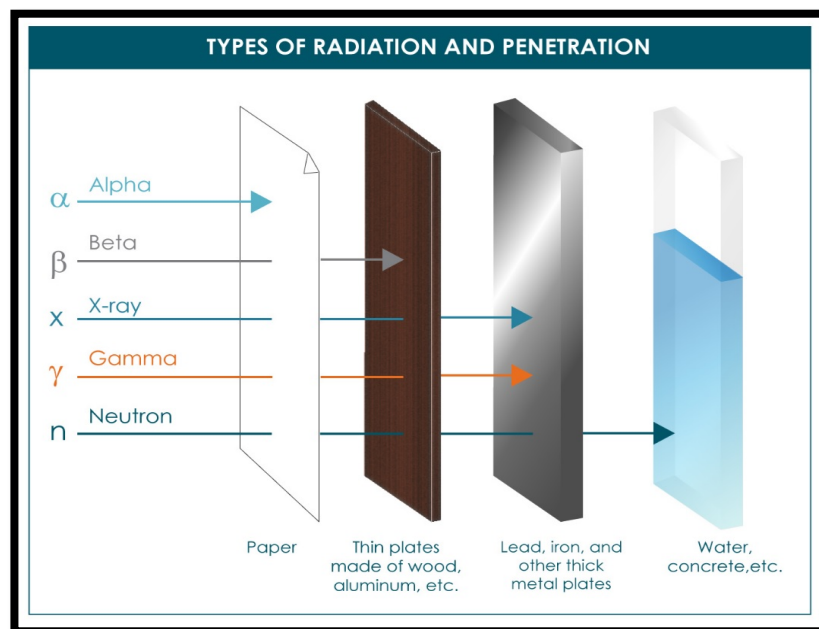 TYPES OF RADIATION AND PENETRATION
α Alpha
β Beta
x X-ray
γ Gamma
n Neutron
Paper
Thin plates
made of wood,
aluminum, etc.
Lead, iron, and
other thick
metal plates
Water,
concrete,etc.